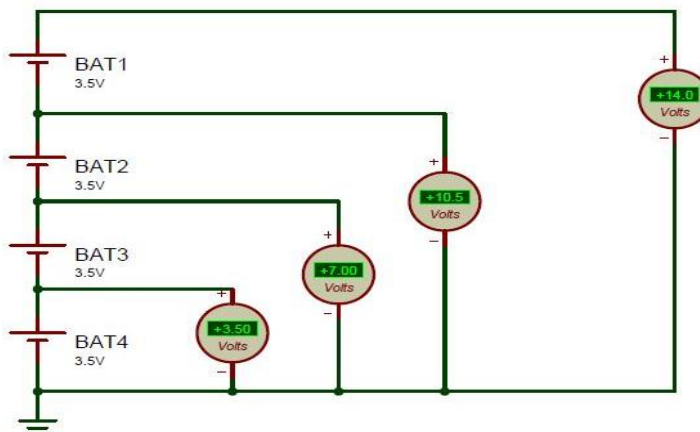 BAT1
3.5V
+
+14.0
Volts
−
BAT2
3.5V
+
+10.5
Volts
−
BAT3
3.5V
+
+7.00
Volts
−
BAT4
3.5V
+
+3.50
Volts
−